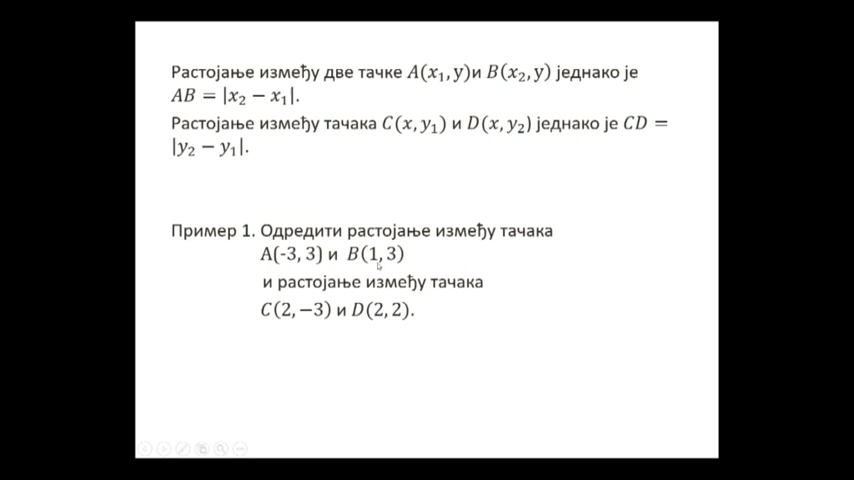 Растојање између две тачке A(x₁, y)и B(x₂, y) једнако је
AB = |x₂ − x₁|.
Растојање између тачака C(x, y₁) и D(x, y₂) једнако је CD =
|y₂ − y₁|.
Пример 1. Одредити растојање између тачака
A(-3, 3) и B(1, 3)
и растојање између тачака
C(2, −3) и D(2, 2).